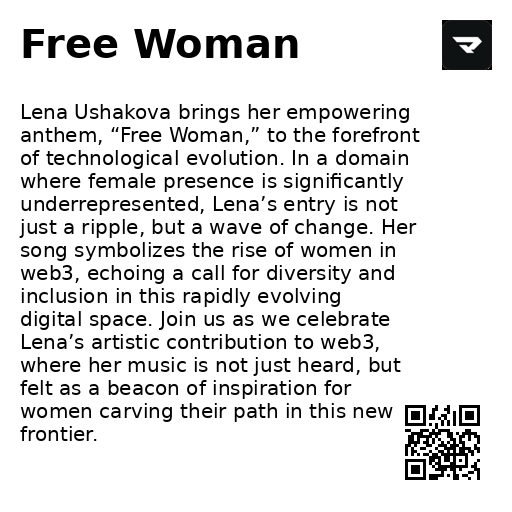 Free Woman
Lena Ushakova brings her empowering
anthem, “Free Woman,” to the forefront
of technological evolution. In a domain
where female presence is significantly
underrepresented, Lena’s entry is not
just a ripple, but a wave of change. Her
song symbolizes the rise of women in
web3, echoing a call for diversity and
inclusion in this rapidly evolving
digital space. Join us as we celebrate
Lena’s artistic contribution to web3,
where her music is not just heard, but
felt as a beacon of inspiration for
women carving their path in this new
frontier.